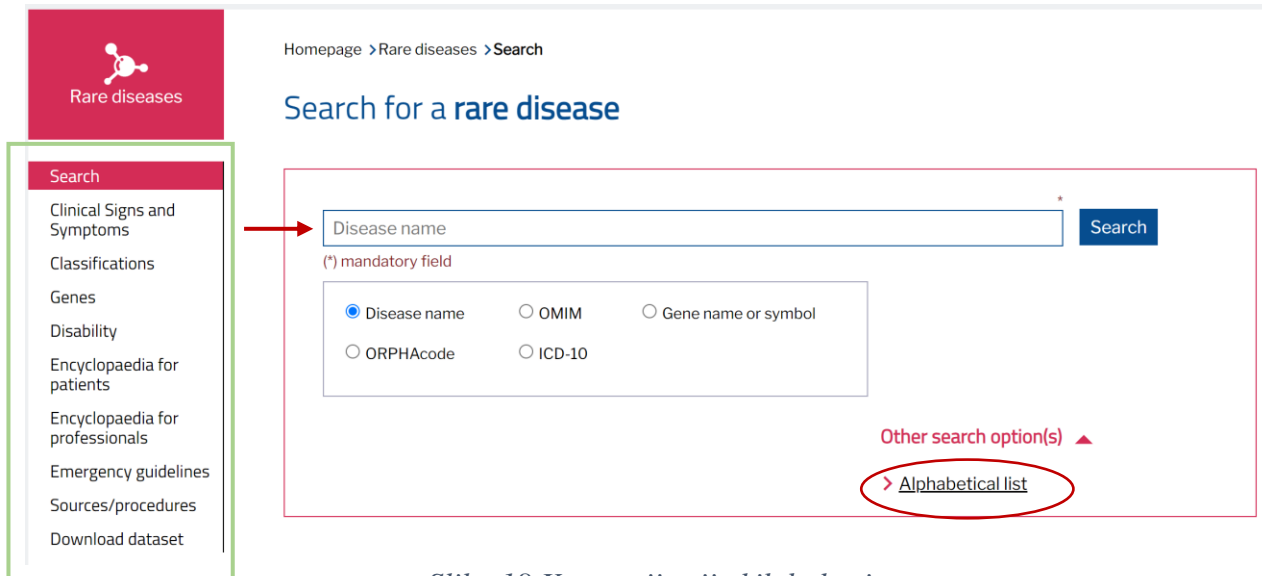 Rare diseases
Homepage >Rare diseases >Search
Search for a rare disease
Search
Clinical Signs and
Symptoms
Classifications
Genes
Disability
Encyclopaedia for
patients
Encyclopaedia for
professionals
Emergency guidelines
Sources/procedures
Download dataset
*
Disease name
Search
(*) mandatory field
Disease name
OMIM
Gene name or symbol
ORPHAcode
ICD-10
Other search option(s)
> Alphabetical list